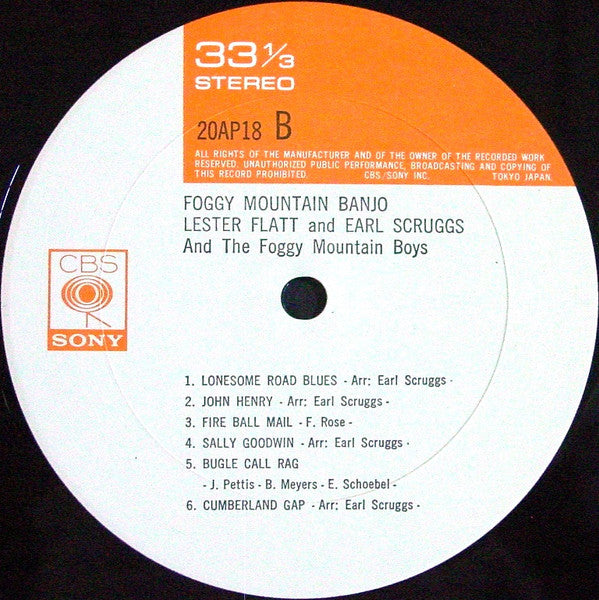 33 1/3
STEREO
20AP18 B
ALL RIGHTS OF THE MANUFACTURER AND OF THE OWNER OF THE RECORDED WORK
RESERVED. UNAUTHORIZED PUBLIC PERFORMANCE, BROADCASTING AND COPYING OF
THIS RECORD PROHIBITED. CBS/SONY INC. TOKYO JAPAN.
FOGGY MOUNTAIN BANJO
LESTER FLATT and EARL SCRUGGS
And The Foggy Mountain Boys
CBS
SONY
1. LONESOME ROAD BLUES - Arr: Earl Scruggs -
2. JOHN HENRY - Arr: Earl Scruggs -
3. FIRE BALL MAIL - F. Rose -
4. SALLY GOODWIN - Arr: Earl Scruggs -
5. BUGLE CALL RAG
- J. Pettis - B. Meyers - E. Schoebel -
6. CUMBERLAND GAP - Arr: Earl Scruggs -